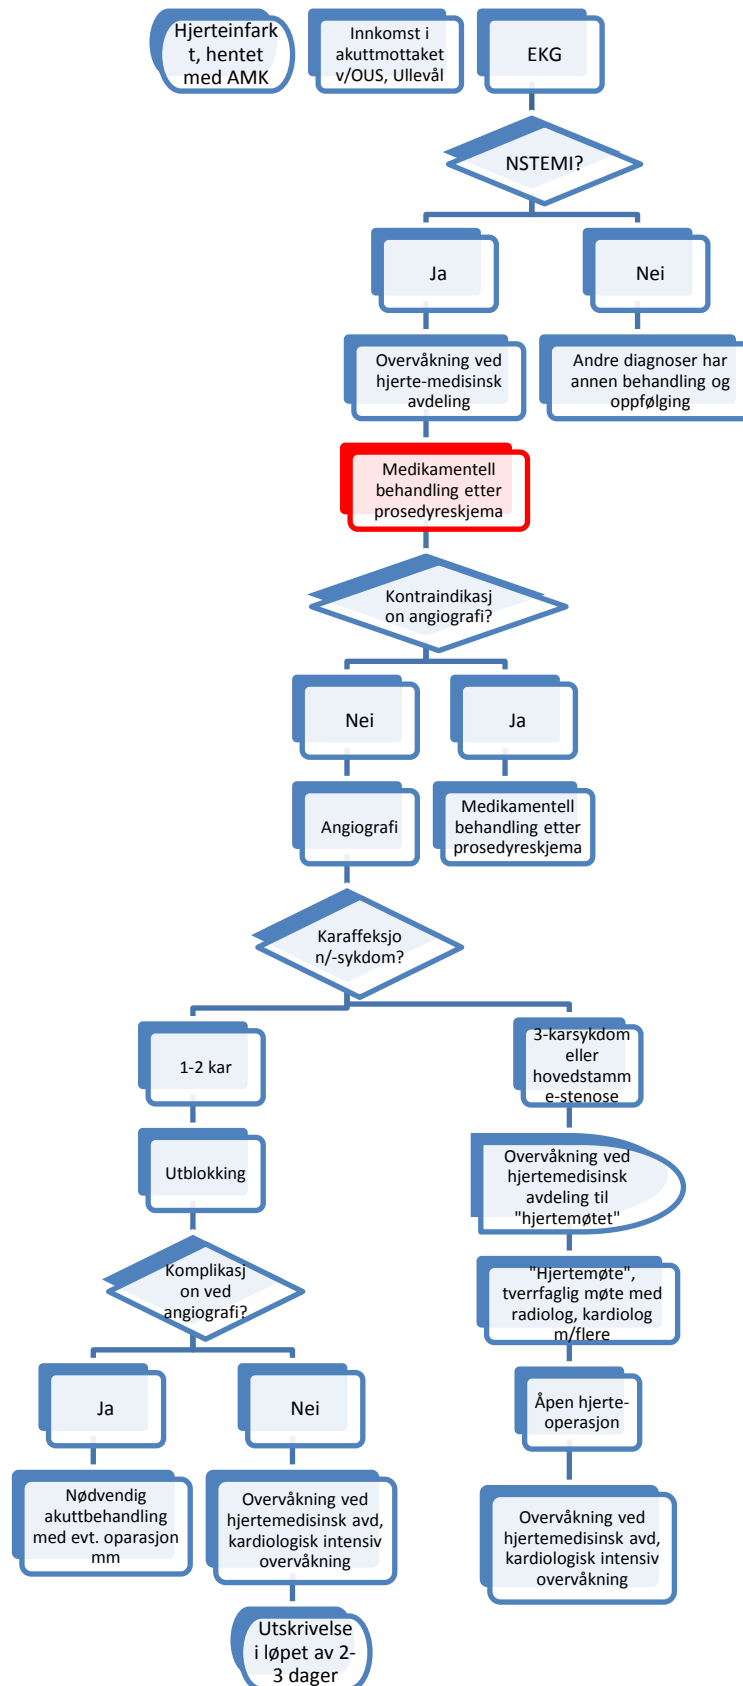 Hjerteinfark
t, hentet
med AMK
Innkomst i
akuttmottaket
v/OUS, Ullevål
EKG
NSTEMI?
Ja
Nei
Overvåkning ved
hjerte-medisinsk
avdeling
Andre diagnoser har
annen behandling og
oppfølging
Medikamentell
behandling etter
prosedyreskjema
Kontraindikasj
on angiografi?
Nei
Ja
Angiografi
Medikamentell
behandling etter
prosedyreskjema
Karaffeksjo
n/-sykdom?
1-2 kar
3-karsykdom
eller
hovedstamm
e-stenose
Utblokking
Overvåkning ved
hjertemedisinsk
avdeling til
"hjertemøtet"
Komplikasj
on ved
angiografi?
"Hjertemøte",
tverrfaglig møte med
radiolog, kardiolog
m/flere
Ja
Nei
Åpen hjerte-
operasjon
Nødvendig
akuttbehandling
med evt. oparasjon
mm
Overvåkning ved
hjertemedisinsk avd,
kardiologisk intensiv
overvåkning
Overvåkning ved
hjertemedisinsk avd,
kardiologisk intensiv
overvåkning
Utskrivelse
i løpet av 2-
3 dager